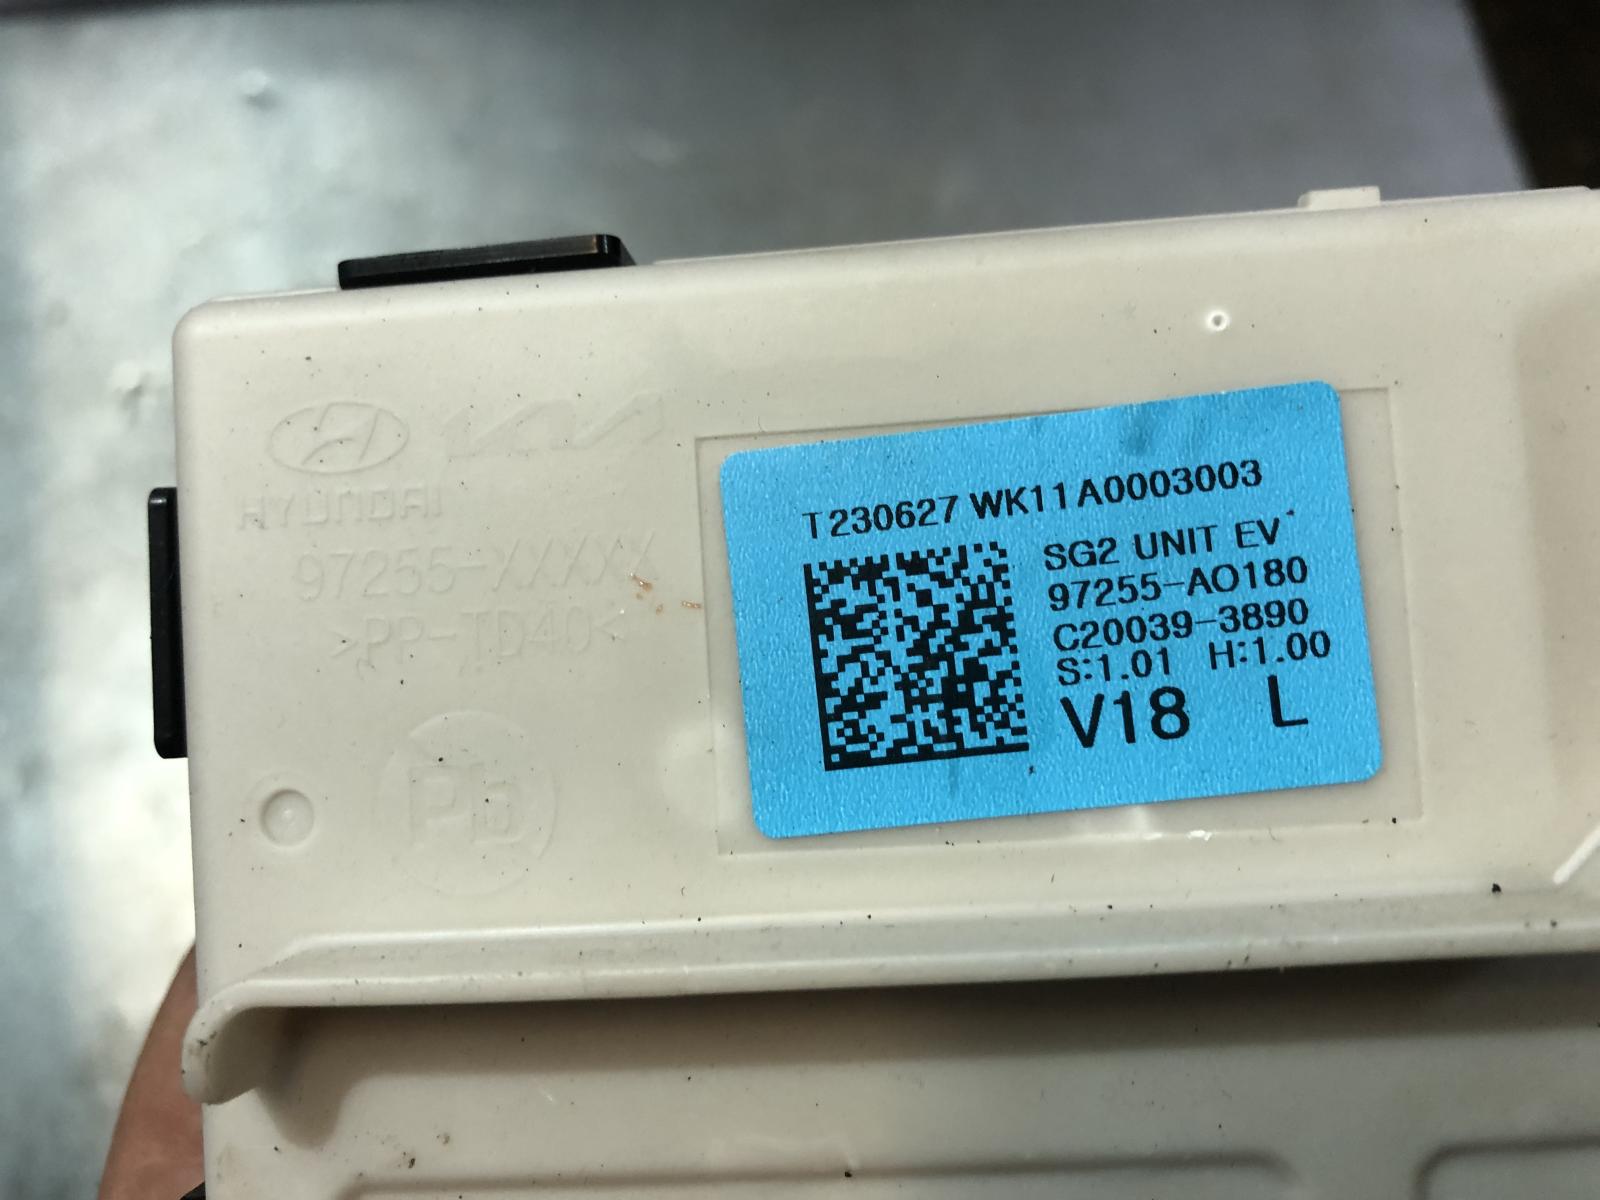 KIA
HYUNDAI
97255-XXXXX
>PP-TD40<
Pb
T230627 WK11A0003003
SG2 UNIT EV
97255-AO180
C20039-3890
S:1.01 H:1.00
V18 L